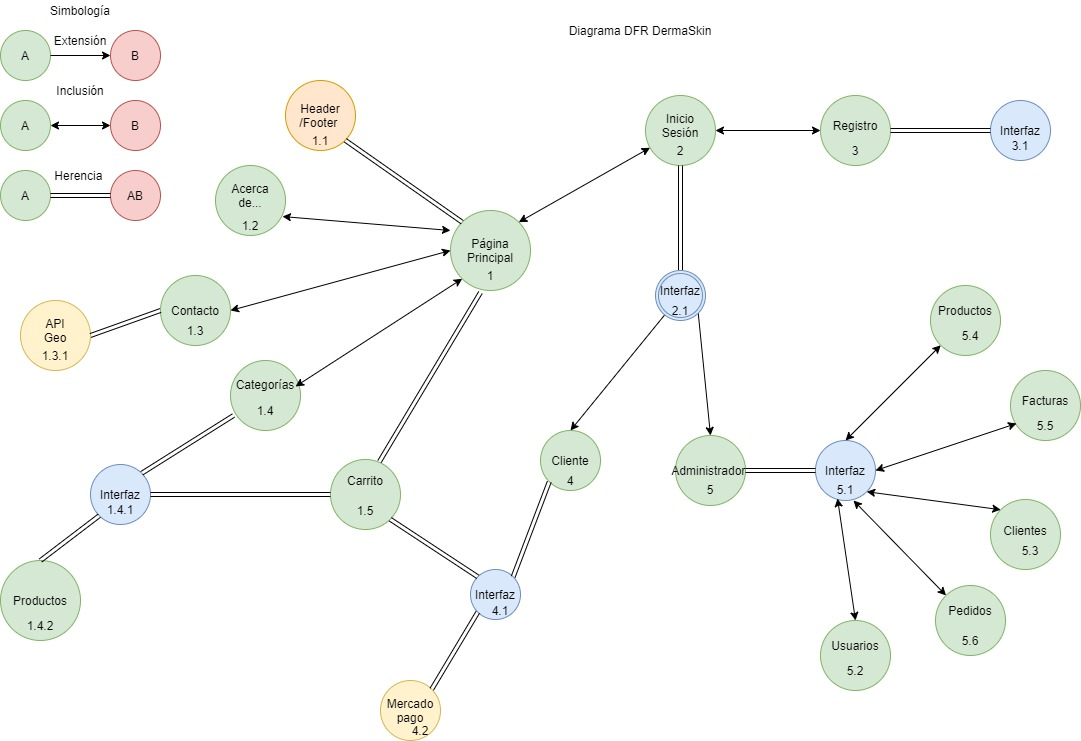 Simbología
Diagrama DFR DermaSkin
Extensión
A
B
Inclusión
A
B
Herencia
A
AB
Header
/Footer
1.1
Acerca
de...
1.2
Página
Principal
1
Contacto
1.3
API
Geo
1.3.1
Categorías
1.4
Interfaz
1.4.1
Productos
1.4.2
Carrito
1.5
Inicio
Sesión
2
Registro
3
Interfaz
3.1
Interfaz
2.1
Cliente
4
Interfaz
4.1
Mercado
pago
4.2
Administrador
5
Interfaz
5.1
Productos
5.4
Facturas
5.5
Clientes
5.3
Pedidos
5.6
Usuarios
5.2